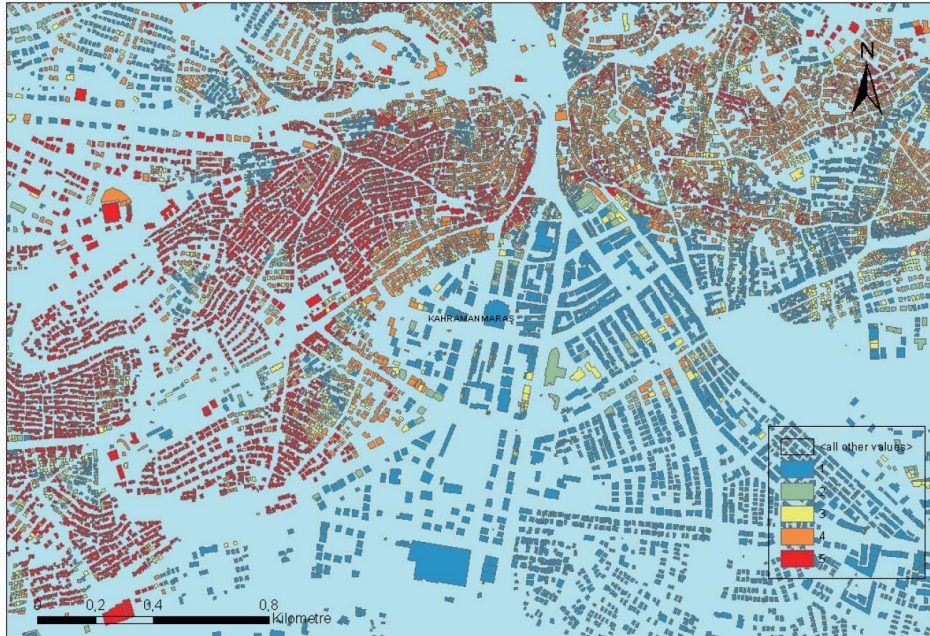 N
KAHRAMANMARAŞ
<all other values>
1
2
3
4
5
0 0,2 0,4 0,8
Kilometre